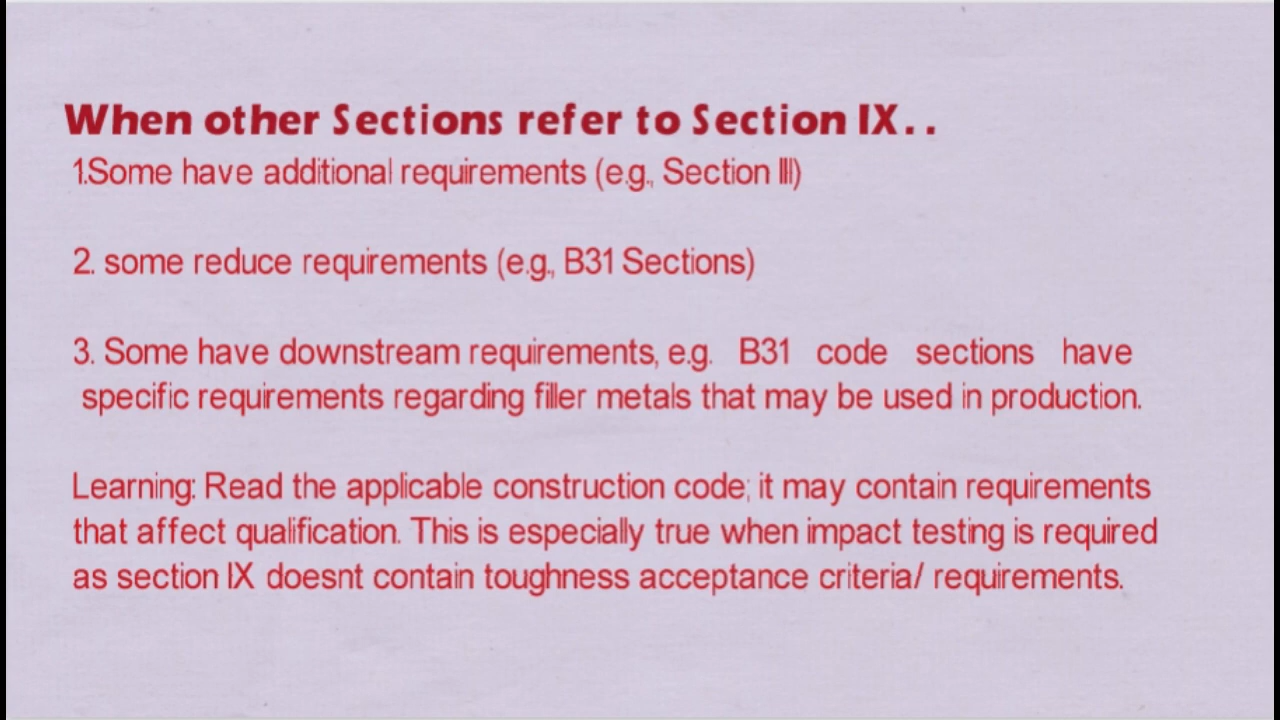 When other Sections refer to Section IX..
1.Some have additional requirements (e.g., Section III)
2. some reduce requirements (e.g., B31 Sections)
3. Some have downstream requirements, e.g. B31 code sections have
specific requirements regarding filler metals that may be used in production.
Learning: Read the applicable construction code; it may contain requirements
that affect qualification. This is especially true when impact testing is required
as section IX doesnt contain toughness acceptance criteria/ requirements.